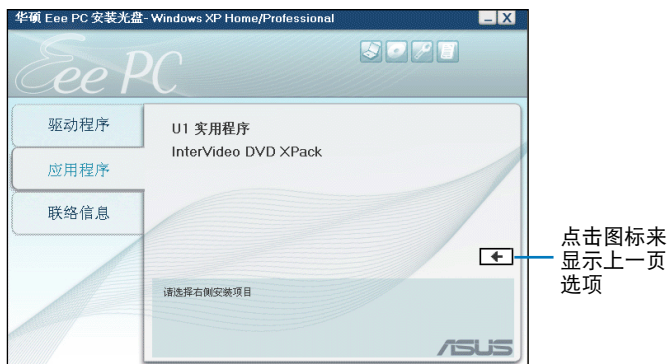 华硕 Eee PC 安装光盘- Windows XP Home/Professional
Eee PC
驱动程序
应用程序
联络信息
U1 实用程序
InterVideo DVD XPack
请选择右侧安装项目
ASUS
点击图标来
显示上一页
选项